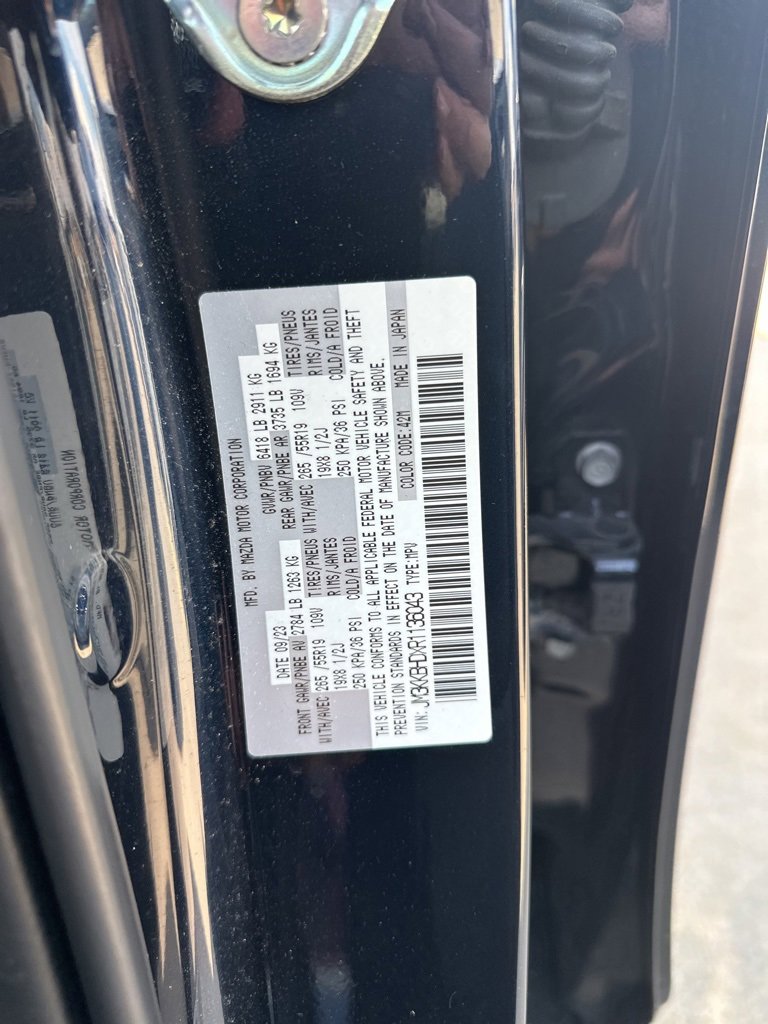 MFD. BY MAZDA MOTOR CORPORATION
DATE 09/23 GVWR/PNBV 6418 LB 2911 KG
FRONT GAWR/PNBE AV 2784 LB 1263 KG REAR GAWR/PNBE AR 3735 LB 1694 KG
WITH/AVEC 265 /55R19 109V TIRES/PNEUS WITH/AVEC 265 /55R19 109V TIRES/PNEUS
19X8 1/2J RIMS/JANTES 19X8 1/2J RIMS/JANTES
250 KPA/36 PSI COLD/A FROID 250 KPA/36 PSI COLD/A FROID
THIS VEHICLE CONFORMS TO ALL APPLICABLE FEDERAL MOTOR VEHICLE SAFETY AND THEFT
PREVENTION STANDARDS IN EFFECT ON THE DATE OF MANUFACTURE SHOWN ABOVE.
VIN: JM3KKBHDXR1136043 TYPE: MPV COLOR CODE: 42M MADE IN JAPAN